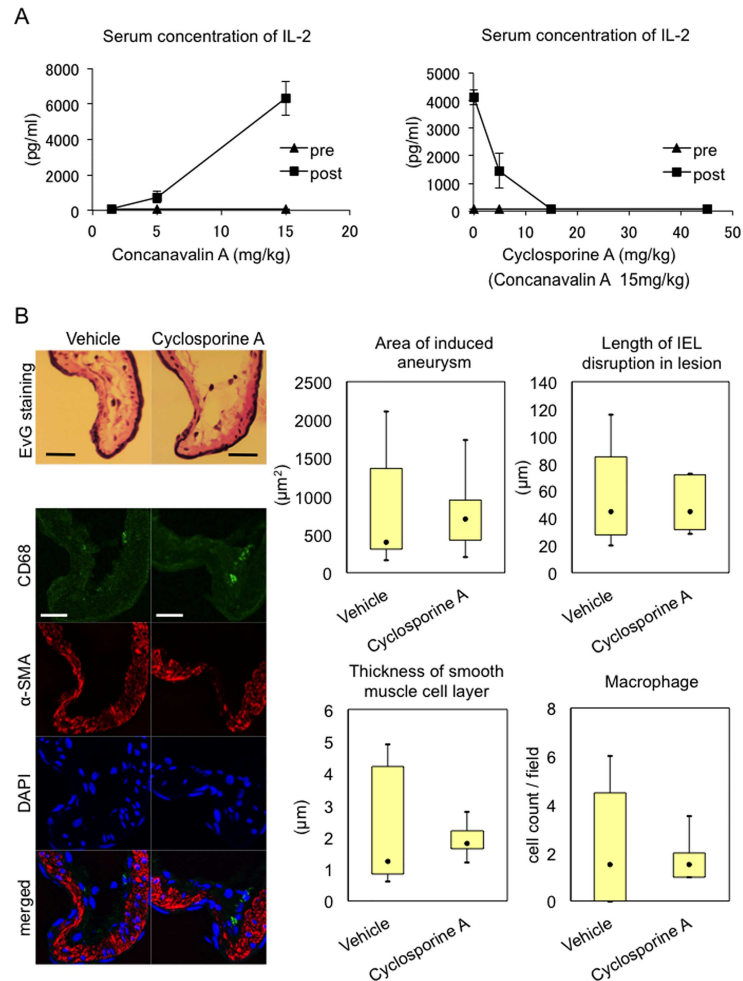 A
Serum concentration of IL-2
(pg/ml)
8000
6000
4000
2000
0
0
5
10
15
20
pre
post
Concanavalin A (mg/kg)
Serum concentration of IL-2
(pg/ml)
5000
4000
3000
2000
1000
0
0
10
20
30
40
50
pre
post
Cyclosporine A (mg/kg)
(Concanavalin A 15mg/kg)
B
Vehicle
Cyclosporine A
EvG staining
CD68
α-SMA
DAPI
merged
Area of induced
aneurysm
(μm²)
2500
2000
1500
1000
500
0
Vehicle
Cyclosporine A
Length of IEL
disruption in lesion
(μm)
140
120
100
80
60
40
20
0
Vehicle
Cyclosporine A
Thickness of smooth
muscle cell layer
(μm)
6
5
4
3
2
1
0
Vehicle
Cyclosporine A
Macrophage
cell count / field
8
6
4
2
0
Vehicle
Cyclosporine A